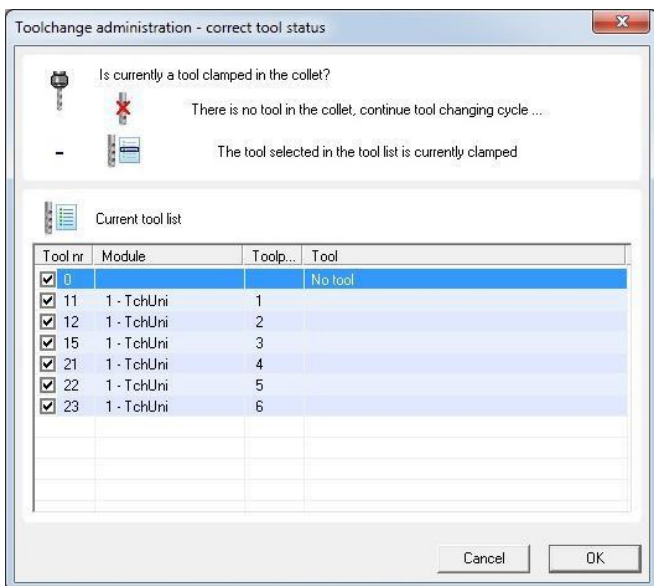 Toolchange administration - correct tool status
Is currently a tool clamped in the collet?
There is no tool in the collet, continue tool changing cycle ...
- The tool selected in the tool list is currently clamped
Current tool list
Tool nr Module Toolp... Tool
0 No tool
11 1 - TchUni 1
12 1 - TchUni 2
15 1 - TchUni 3
21 1 - TchUni 4
22 1 - TchUni 5
23 1 - TchUni 6
Cancel OK